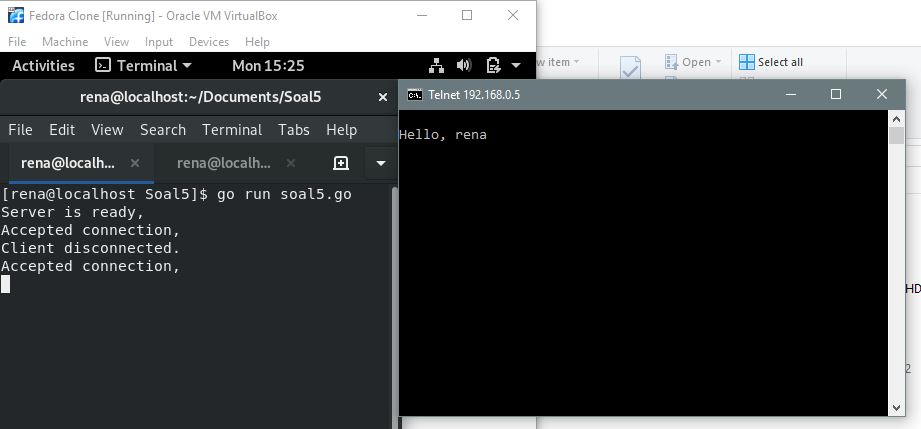 Fedora Clone [Running] - Oracle VM VirtualBox
File Machine View Input Devices Help
Activities Terminal Mon 15:25
rena@localhost:~/Documents/Soal5
File Edit View Search Terminal Tabs Help
rena@localh... rena@localh...
[rena@localhost Soal5]$ go run soal5.go
Server is ready,
Accepted connection,
Client disconnected.
Accepted connection,
w item Open Select all
C:\. Telnet 192.168.0.5
Hello, rena
HD
2